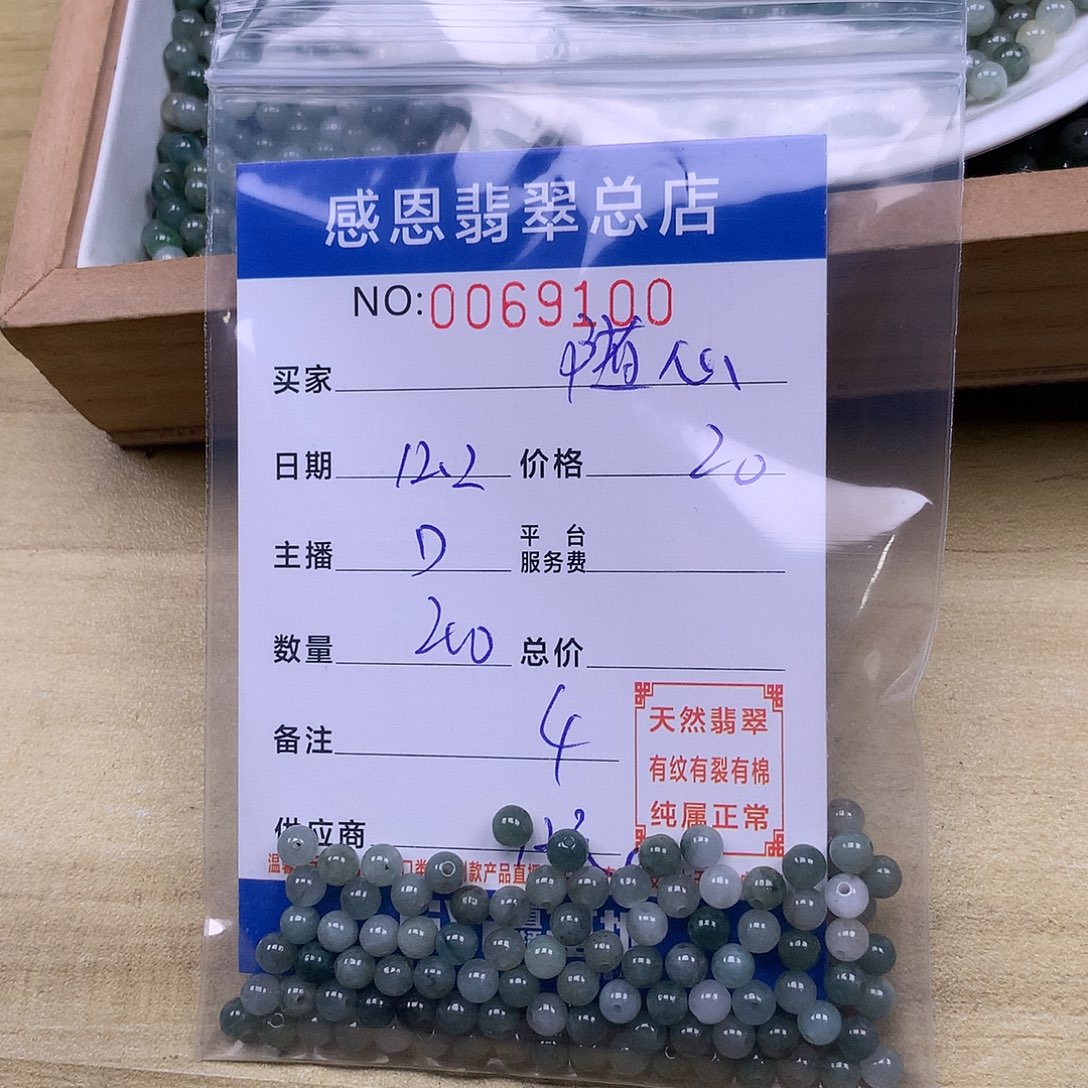 感恩翡翠总店
NO:0069100
买家 随心
日期 12.2 价格 20
主播 D 平台服务费
数量 200 总价
备注 4
天然翡翠
有纹有裂有棉
纯属正常
供应商